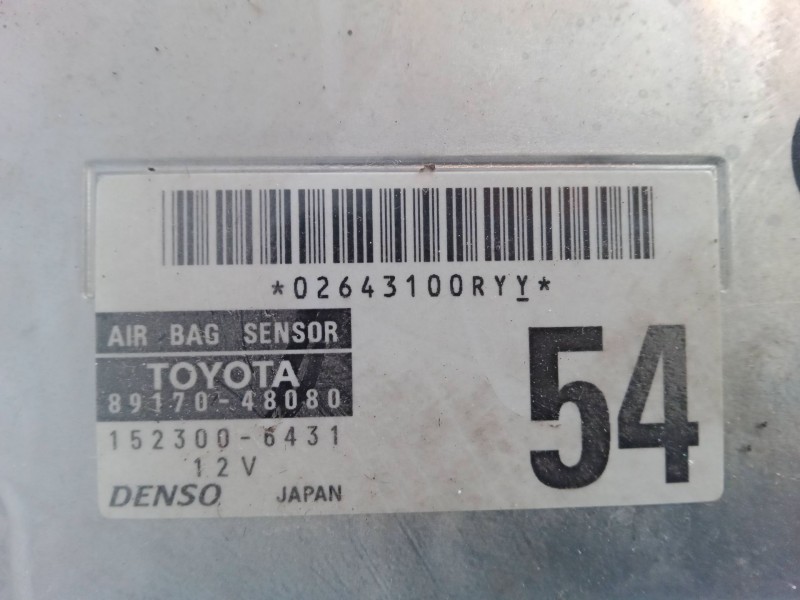 *02643100RYY*
AIR BAG SENSOR
TOYOTA
89170-48080
152300-6431
12V
DENSO JAPAN
54